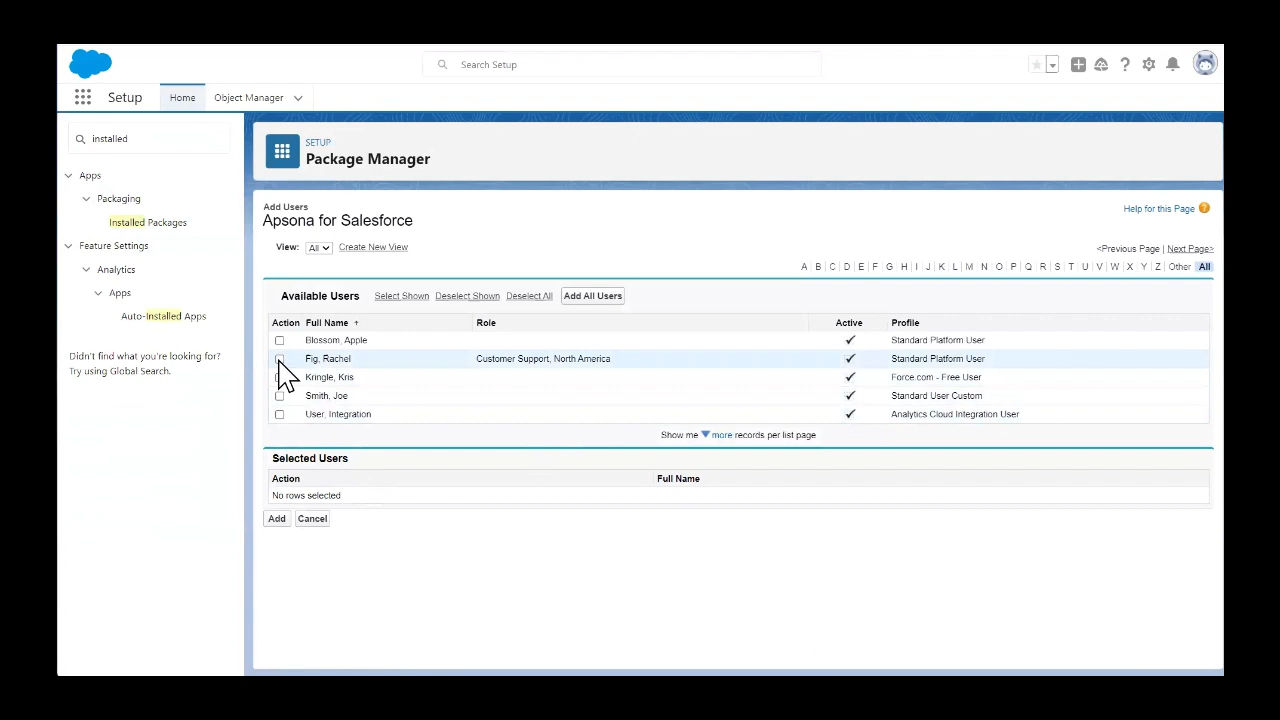 Search Setup
Setup
Home
Object Manager
installed
Apps
Packaging
Installed Packages
Feature Settings
Analytics
Apps
Auto-Installed Apps
Didn't find what you're looking for?
Try using Global Search.
SETUP
Package Manager
Add Users
Apsona for Salesforce
Help for this Page ?
View: All Create New View
<Previous Page | Next Page>
A B C D E F G H I J K L M N O P Q R S T U V W X Y Z Other All
Available Users Select Shown Deselect Shown Deselect All Add All Users
Action Full Name ↑ Role Active Profile
Blossom, Apple Standard Platform User
Fig, Rachel Customer Support, North America Standard Platform User
Kringle, Kris Force.com - Free User
Smith, Joe Standard User Custom
User, Integration Analytics Cloud Integration User
Show me more records per list page
Selected Users
Action Full Name
No rows selected
Add Cancel